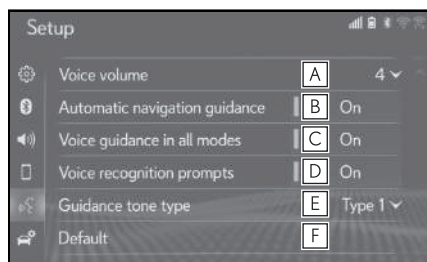 Setup
Voice volume A 4
Automatic navigation guidance B On
Voice guidance in all modes C On
Voice recognition prompts D On
Guidance tone type E Type 1
Default F